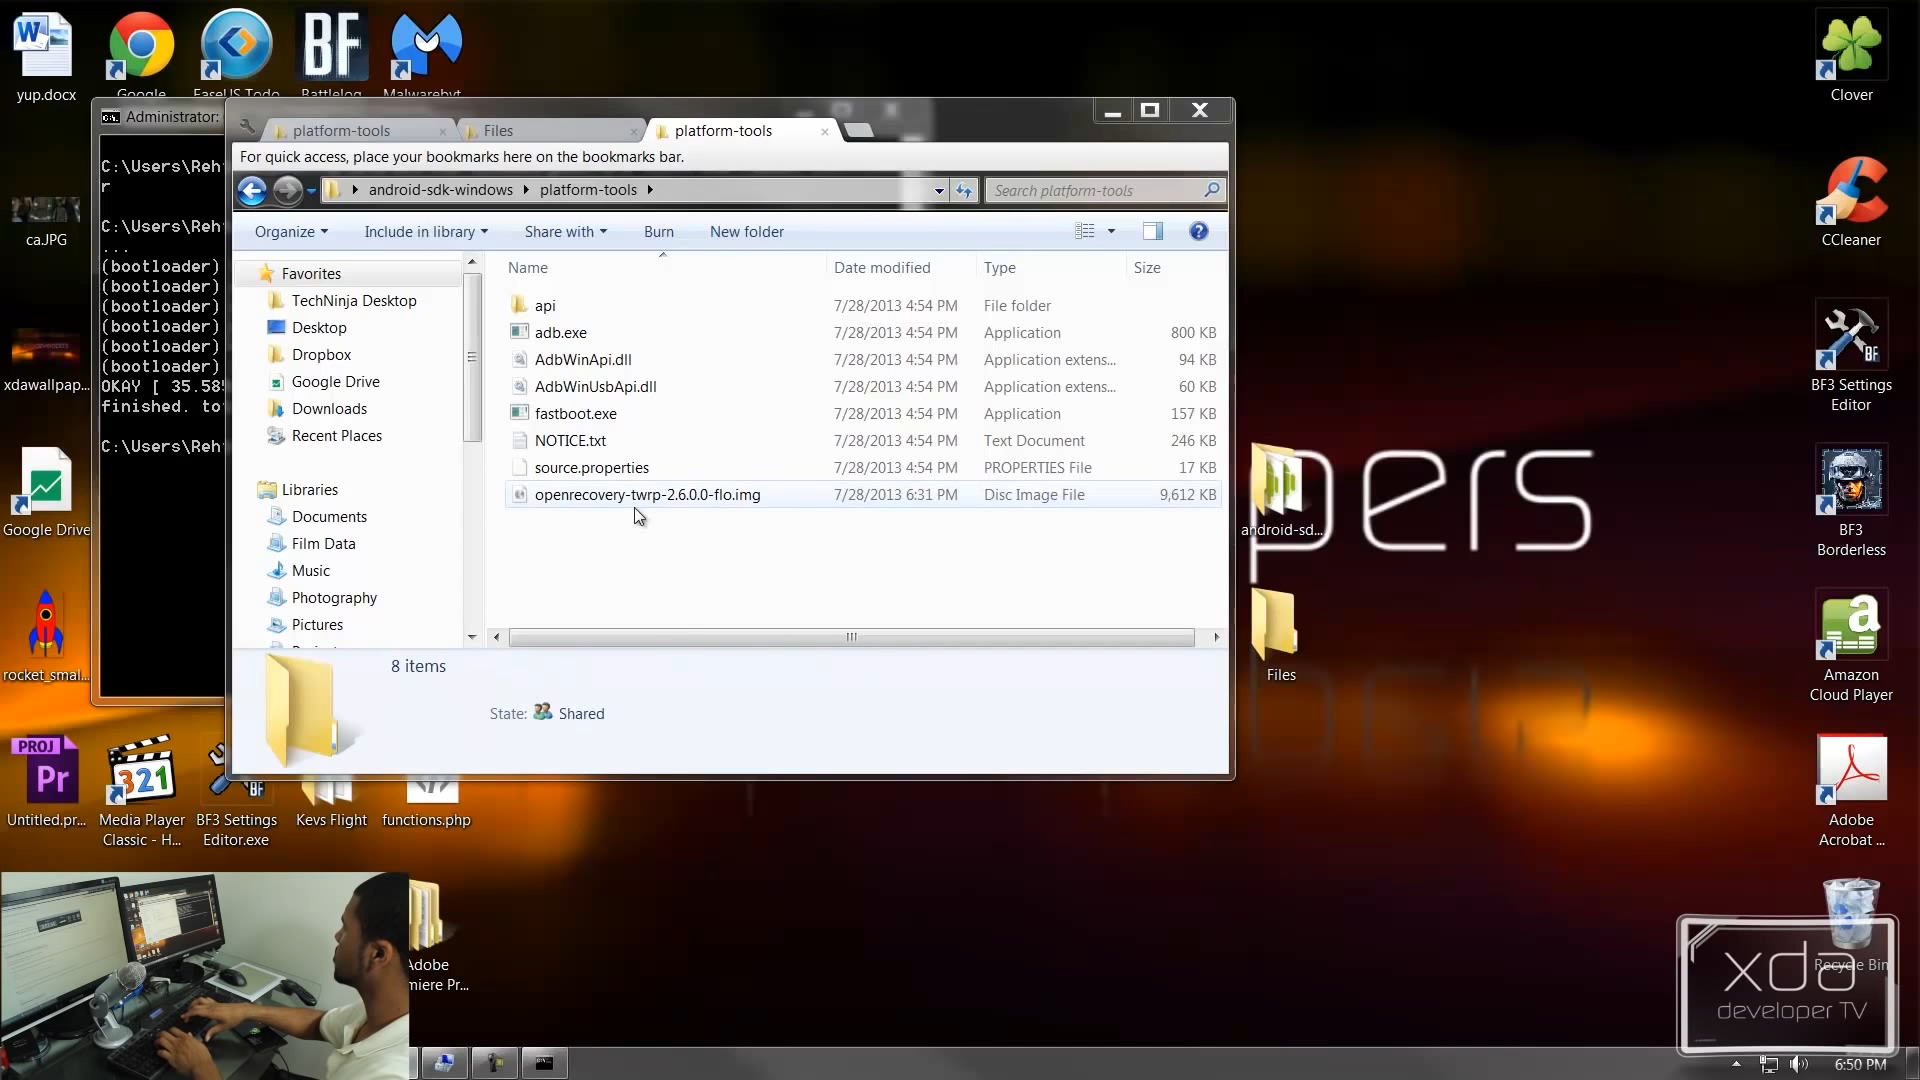 yup.docx
Google
EaseUS Todo
Battlelog
Malwarebyt
Clover
Administrator:
platform-tools
Files
platform-tools
For quick access, place your bookmarks here on the bookmarks bar.
android-sdk-windows
platform-tools
Search platform-tools
Organize
Include in library
Share with
Burn
New folder
Name
Date modified
Type
Size
api
7/28/2013 4:54 PM
File folder
adb.exe
7/28/2013 4:54 PM
Application
800 KB
AdbWinApi.dll
7/28/2013 4:54 PM
Application extens...
94 KB
AdbWinUsbApi.dll
7/28/2013 4:54 PM
Application extens...
60 KB
fastboot.exe
7/28/2013 4:54 PM
Application
157 KB
NOTICE.txt
7/28/2013 4:54 PM
Text Document
246 KB
source.properties
7/28/2013 4:54 PM
PROPERTIES File
17 KB
openrecovery-twrp-2.6.0.0-flo.img
7/28/2013 6:31 PM
Disc Image File
9,612 KB
Favorites
TechNinja Desktop
Desktop
Dropbox
Google Drive
Downloads
Recent Places
Libraries
Documents
Film Data
Music
Photography
Pictures
8 items
State: Shared
C:\Users\Reh
r
C:\Users\Reh
...
(bootloader)
(bootloader)
(bootloader)
(bootloader)
(bootloader)
(bootloader)
OKAY [ 35.585
finished. to
C:\Users\Reh
ca.JPG
xdawallpap...
Google Drive
rocket_smal...
PROJ
Pr
Untitled.pr...
321
Media Player
Classic - H...
BF
BF3 Settings
Editor.exe
Kevs Flight
functions.php
Adobe
miere Pr...
pers
android-sd...
Files
CCleaner
BF
BF3 Settings
Editor
BF3
Borderless
a
Amazon
Cloud Player
Adobe
Acrobat ...
Recycle Bin
xda
developer TV
6:50 PM